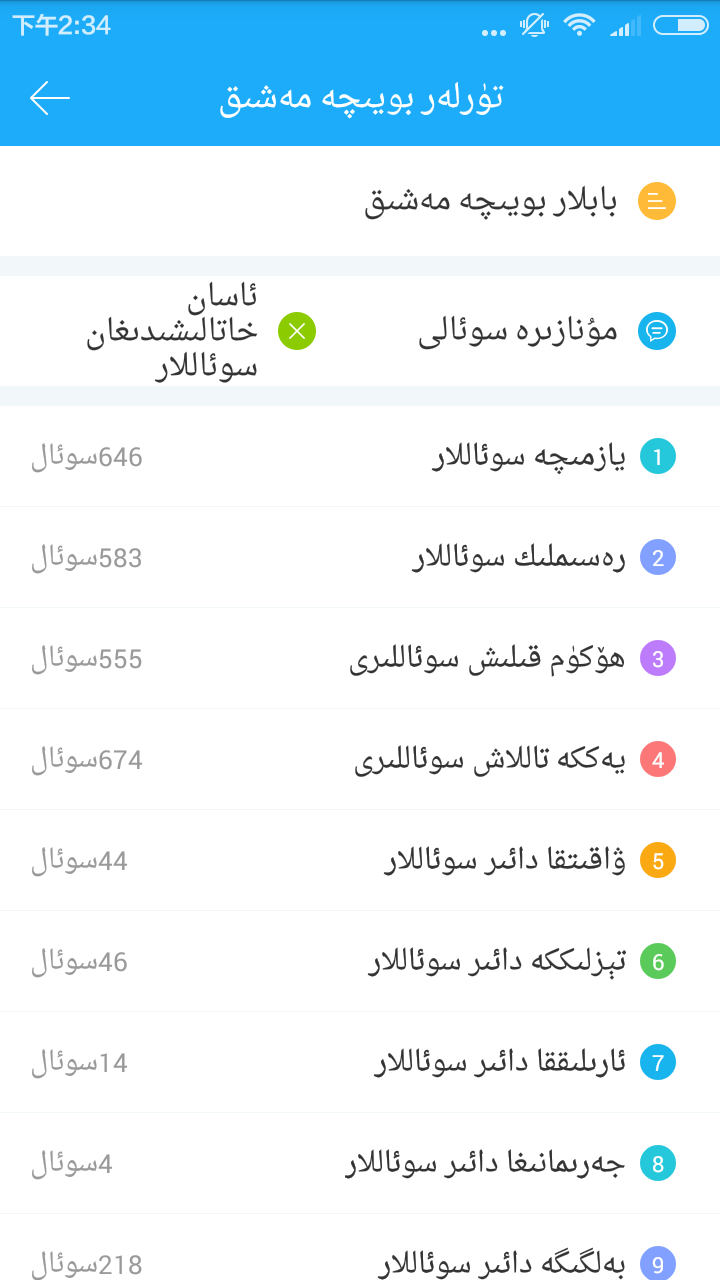 下午2:34
تۈرلەر بويىچە مەشىق
بابلار بويىچە مەشىق
مۇنازىرە سوئالى
ئاسان
خاتالىشىدىغان
سوئاللار
1 يازمىچە سوئاللار
646سوئال
2 رەسىملىك سوئاللار
583سوئال
3 ھۆكۈم قىلىش سوئاللىرى
555سوئال
4 يەككە تاللاش سوئاللىرى
674سوئال
5 ۋاقىتقا دائىر سوئاللار
44سوئال
6 تېزلىككە دائىر سوئاللار
46سوئال
7 ئارىلىققا دائىر سوئاللار
14سوئال
8 جەرىمانىغا دائىر سوئاللار
4سوئال
9 بەلگىگە دائىر سوئاللار
218سوئال